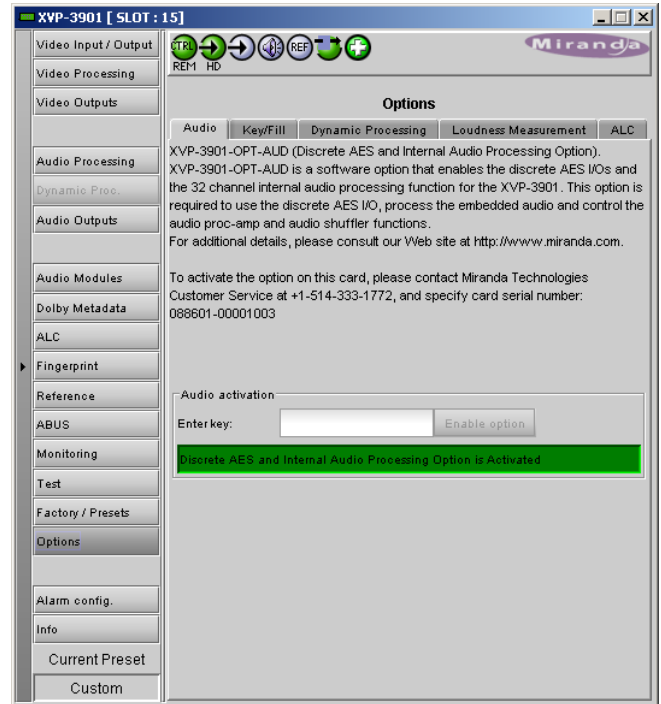 XVP-3901 [ SLOT : 15]
Video Input / Output
Video Processing
Video Outputs
Audio Processing
Dynamic Proc.
Audio Outputs
Audio Modules
Dolby Metadata
ALC
Fingerprint
Reference
ABUS
Monitoring
Test
Factory / Presets
Options
Alarm config.
Info
Current Preset
Custom
CTRL REF
REM HD
Miranda
Options
Audio Key/Fill Dynamic Processing Loudness Measurement ALC
XVP-3901-OPT-AUD (Discrete AES and Internal Audio Processing Option).
XVP-3901-OPT-AUD is a software option that enables the discrete AES I/Os and
the 32 channel internal audio processing function for the XVP-3901. This option is
required to use the discrete AES I/O, process the embedded audio and control the
audio proc-amp and audio shuffler functions.
For additional details, please consult our Web site at http://www.miranda.com.
To activate the option on this card, please contact Miranda Technologies
Customer Service at +1-514-333-1772, and specify card serial number:
088601-00001003
Audio activation
Enter key: Enable option
Discrete AES and Internal Audio Processing Option is Activated